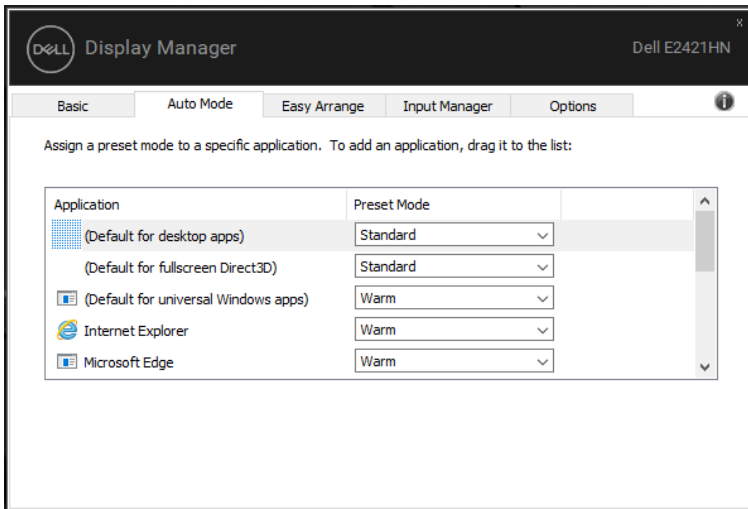 x
DELL Display Manager Dell E2421HN
Basic Auto Mode Easy Arrange Input Manager Options
Assign a preset mode to a specific application. To add an application, drag it to the list:
Application Preset Mode
(Default for desktop apps) Standard
(Default for fullscreen Direct3D) Standard
(Default for universal Windows apps) Warm
Internet Explorer Warm
Microsoft Edge Warm